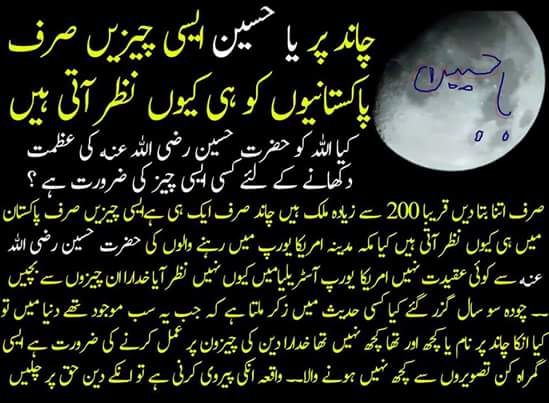 چاند پر یا حسین ایسی چیزیں صرف
پاکستانیوں کو ہی کیوں نظر آتی ہیں
یا حسین
کیا اللہ کو حضرت حسین رضی اللہ عنہ کی عظمت
دکھانے کے لئے کسی ایسی چیز کی ضرورت ہے ؟
صرف اتنا بتا دیں قریبا 200 سے زیادہ ملک ہیں چاند صرف ایک ہی ہے ایسی چیزیں صرف پاکستان
میں ہی کیوں نظر آتی ہیں کیا مکہ مدینہ امریکا یورپ میں رہنے والوں کی حضرت حسین رضی اللہ
عنہ سے کوئی عقیدت نہیں امریکا یورپ آسٹریلیا میں کیوں نہیں نظر آیا خدارا ان چیزوں سے بچیں
-- چودہ سو سال گزر گئے کیا کسی حدیث میں زکر ملتا ہے کہ جب یہ سب موجود تھے دنیا میں تو
کیا انکا چاند پر نام یا کچھ اور تھا کچھ نہیں تھا خدارا دین کی چیزون پر عمل کرنے کی ضرورت ہے ایسی
گمراہ کن تصویروں سے کچھ نہیں ہونے والا-- واقعہ انکی پیروی کرنی ہے تو انکے دین حق پر چلیں